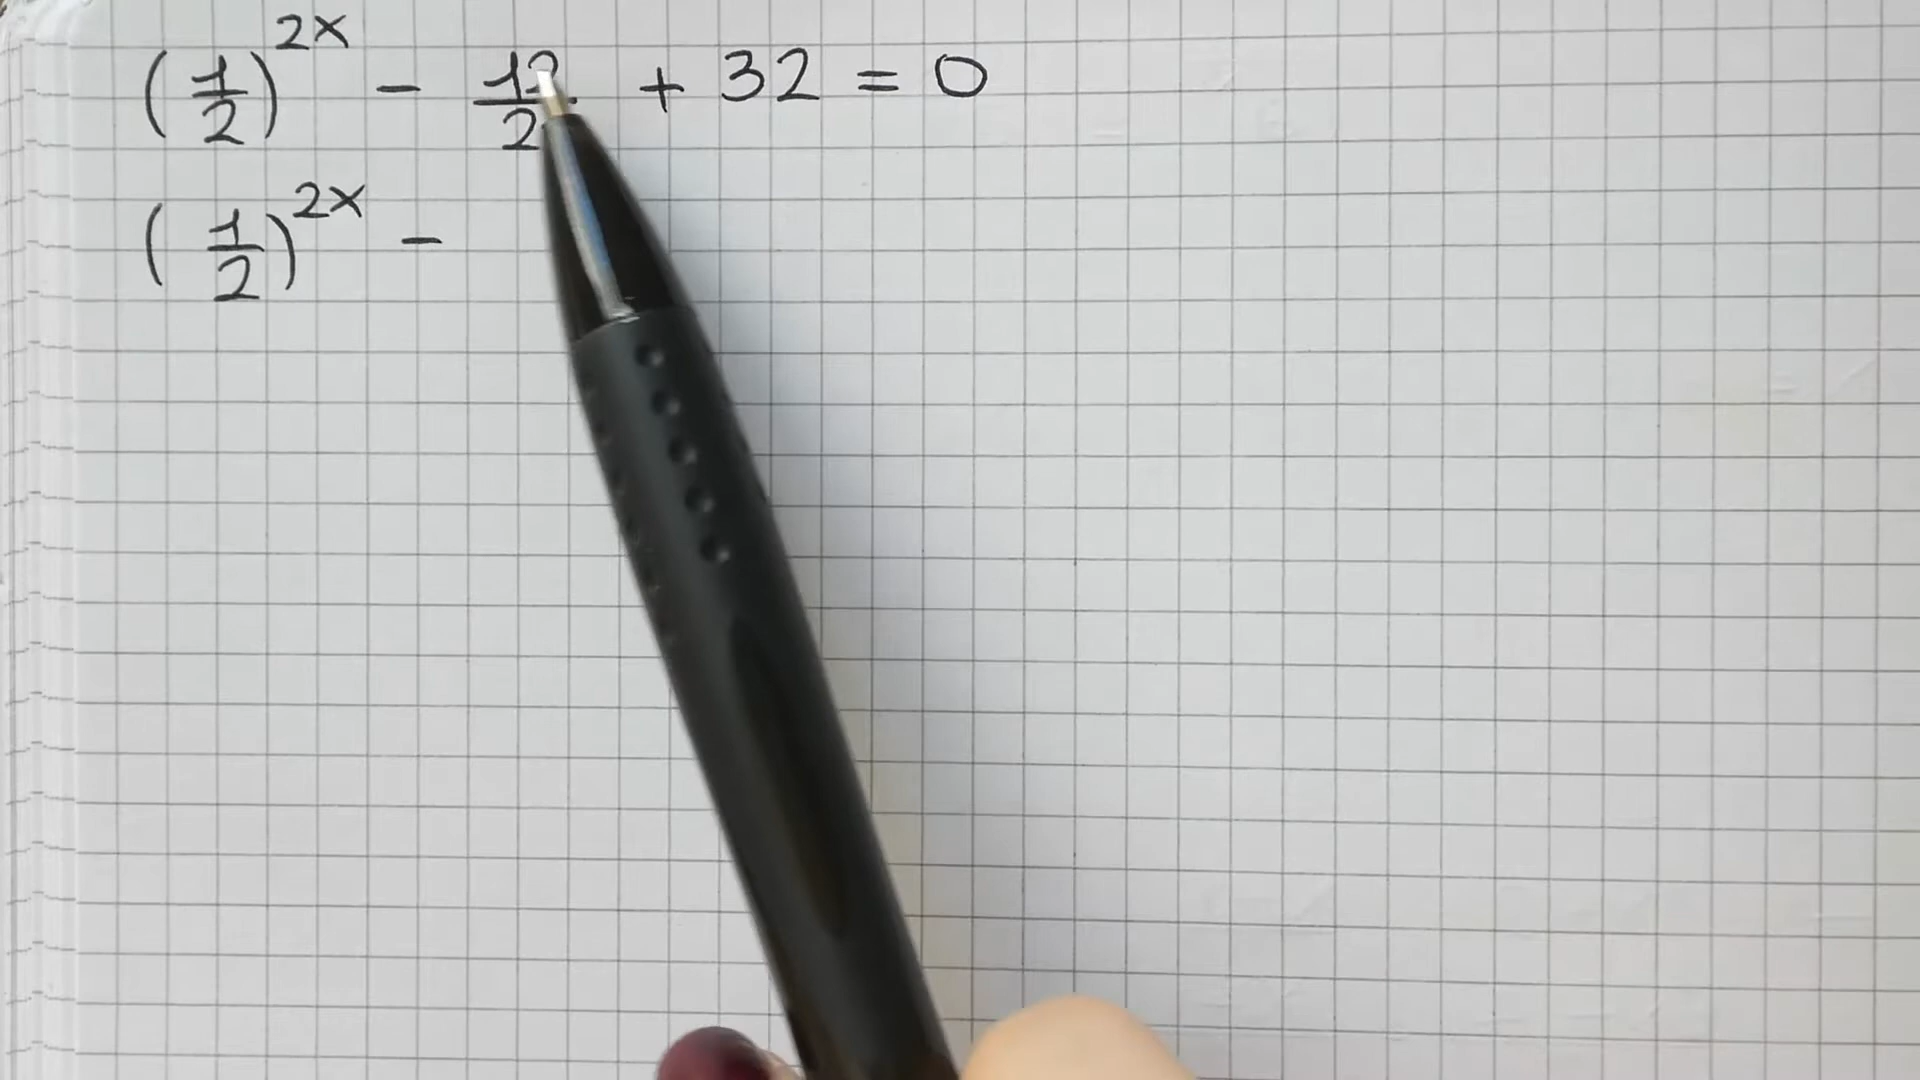 (1/2)^2x - 12/2 + 32 = 0
(1/2)^2x -